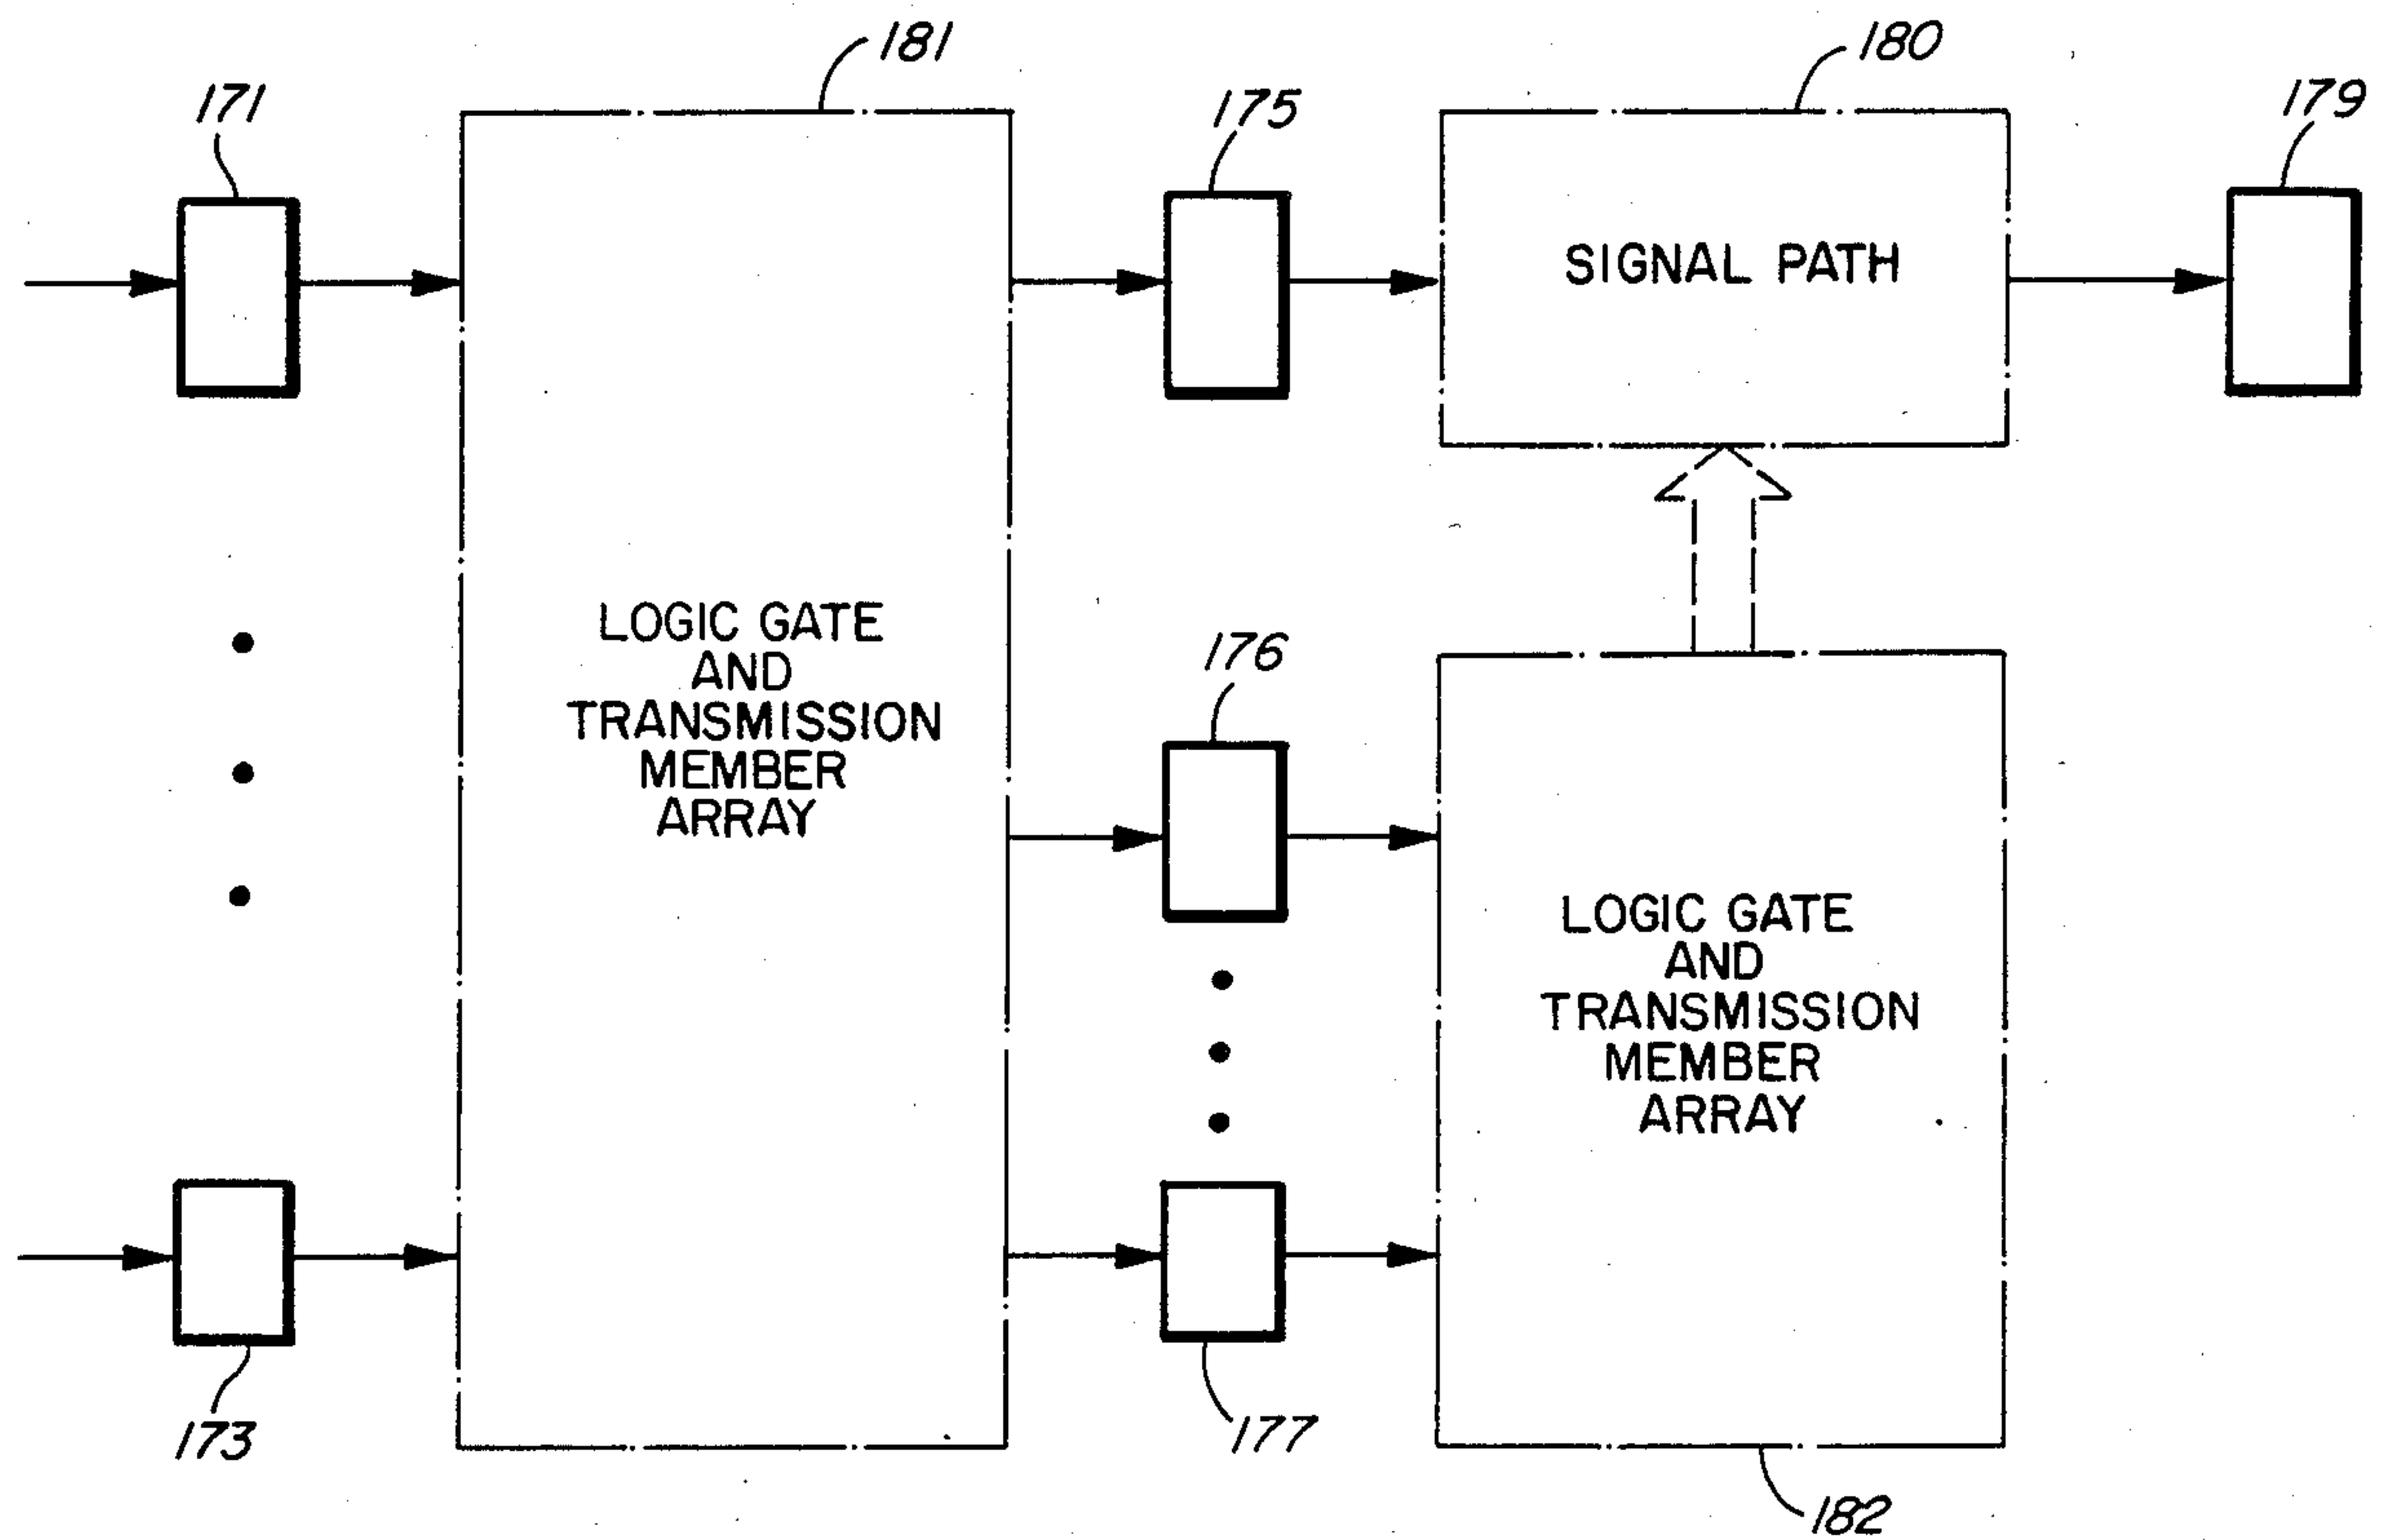 181
180
171
175
179
SIGNAL PATH
LOGIC GATE
AND
TRANSMISSION
MEMBER
ARRAY
176
LOGIC GATE
AND
TRANSMISSION
MEMBER
ARRAY
173
177
182